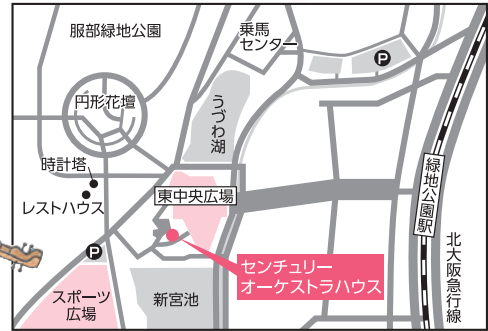 服部緑地公園
乗馬
センター
P
円形花壇
うづわ湖
時計塔
レストハウス
東中央広場
緑地公園駅
北大阪急行線
P
センチュリー
オーケストラハウス
スポーツ
広場
新宮池